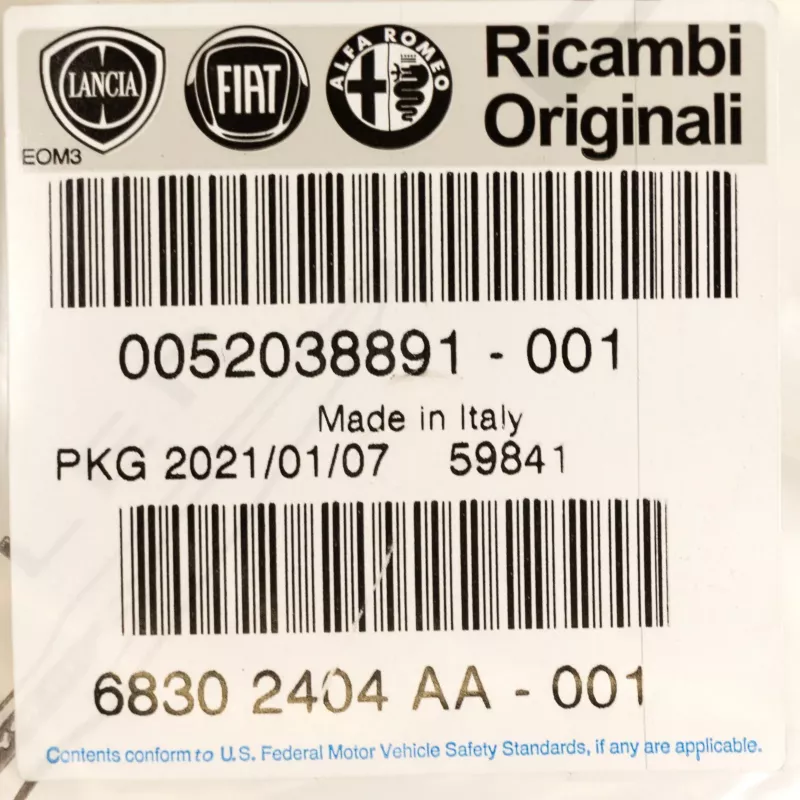 LANCIA FIAT ALFA ROMEO Ricambi
Originali
EOM3
0052038891 - 001
Made in Italy
PKG 2021/01/07 59841
6830 2404 AA - 001
Contents conform to U.S. Federal Motor Vehicle Safety Standards, if any are applicable.